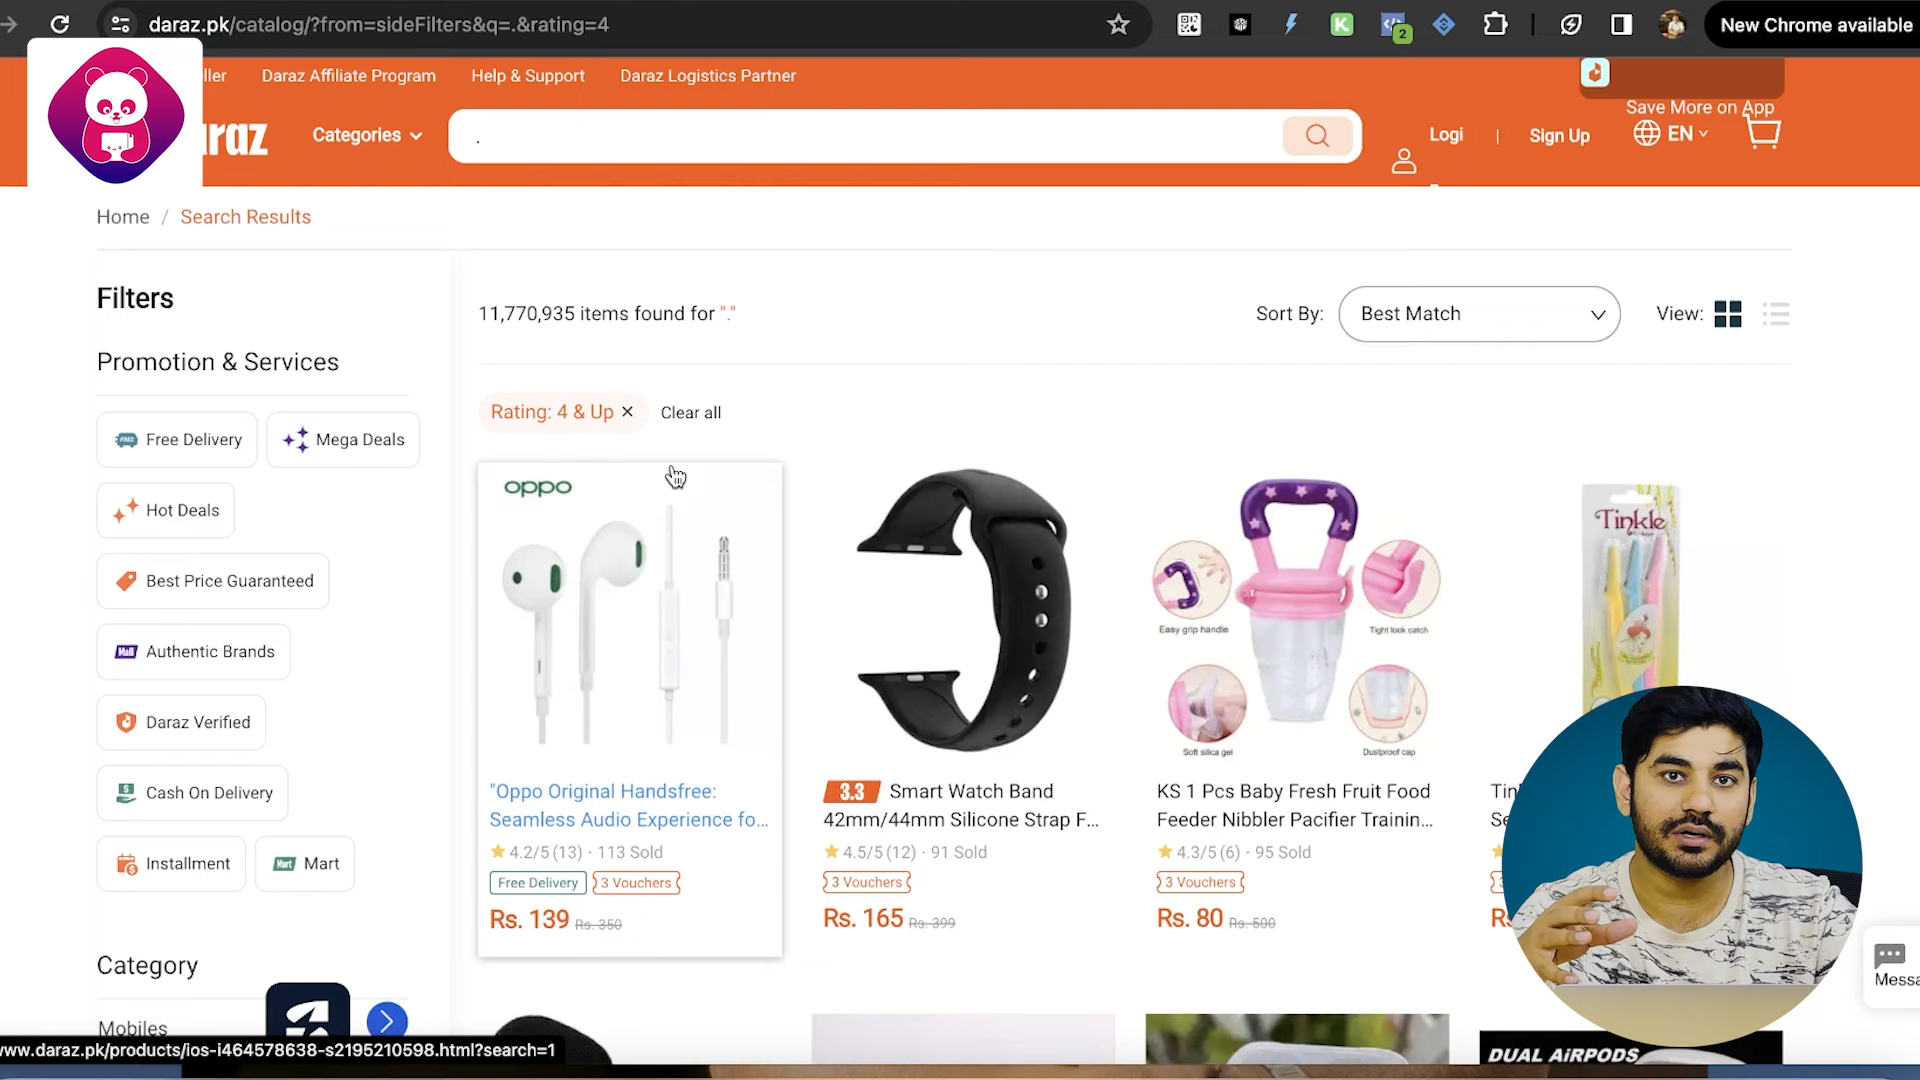 daraz.pk/catalog/?from=sideFilters&q=.&rating=4
2
New Chrome available
ller
Daraz Affiliate Program
Help & Support
Daraz Logistics Partner
Save More on App
raz
Categories
.
Logi
|
Sign Up
EN
Home / Search Results
Filters
11,770,935 items found for "."
Sort By:
Best Match
View:
Promotion & Services
Rating: 4 & Up
Clear all
FREE Free Delivery
Mega Deals
Hot Deals
Best Price Guaranteed
Mall Authentic Brands
Daraz Verified
Cash On Delivery
Installment
Mart Mart
Category
Mobiles
oppo
"Oppo Original Handsfree:
Seamless Audio Experience fo...
4.2/5 (13) · 113 Sold
Free Delivery
3 Vouchers
Rs. 139 Rs. 350
3.3 Smart Watch Band
42mm/44mm Silicone Strap F...
4.5/5 (12) · 91 Sold
3 Vouchers
Rs. 165 Rs. 399
Easy grip handle
Tight lock catch
Soft silica gel
Dustproof cap
KS 1 Pcs Baby Fresh Fruit Food
Feeder Nibbler Pacifier Trainin...
4.3/5 (6) · 95 Sold
3 Vouchers
Rs. 80 Rs. 500
Tinkle
Tin
Se
Rs
Messa
DUAL AiRPODS
www.daraz.pk/products/ios-i464578638-s2195210598.html?search=1